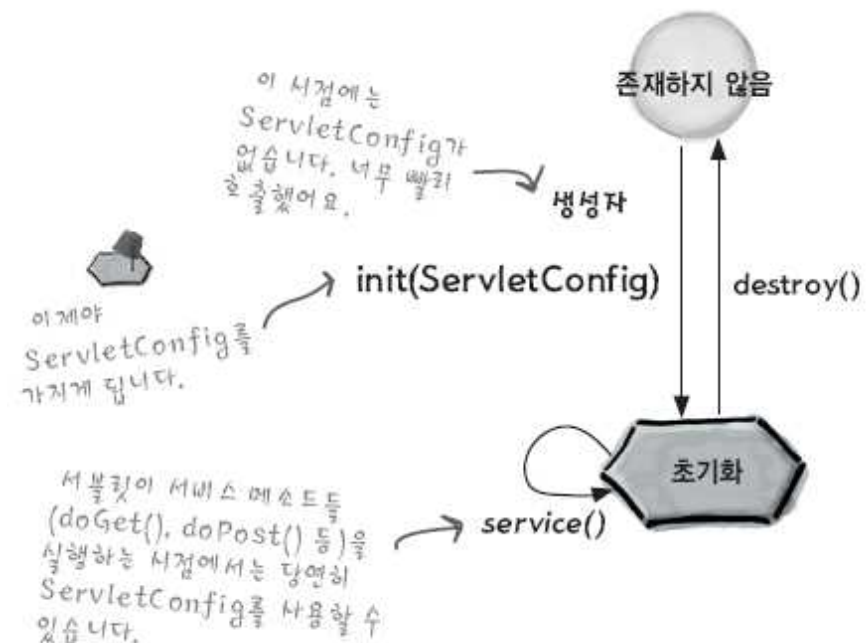 존재하지 않음
이 시점에는
ServletConfig가
없습니다. 너무 빨리
호출했어요.
생성자
init(ServletConfig)
destroy()
이제야
ServletConfig를
가지게 됩니다.
초기화
서블릿이 서비스 메소드들
(doGet(), doPost() 등)을
실행하는 시점에서는 당연히
ServletConfig를 사용할 수
있습니다.
service()